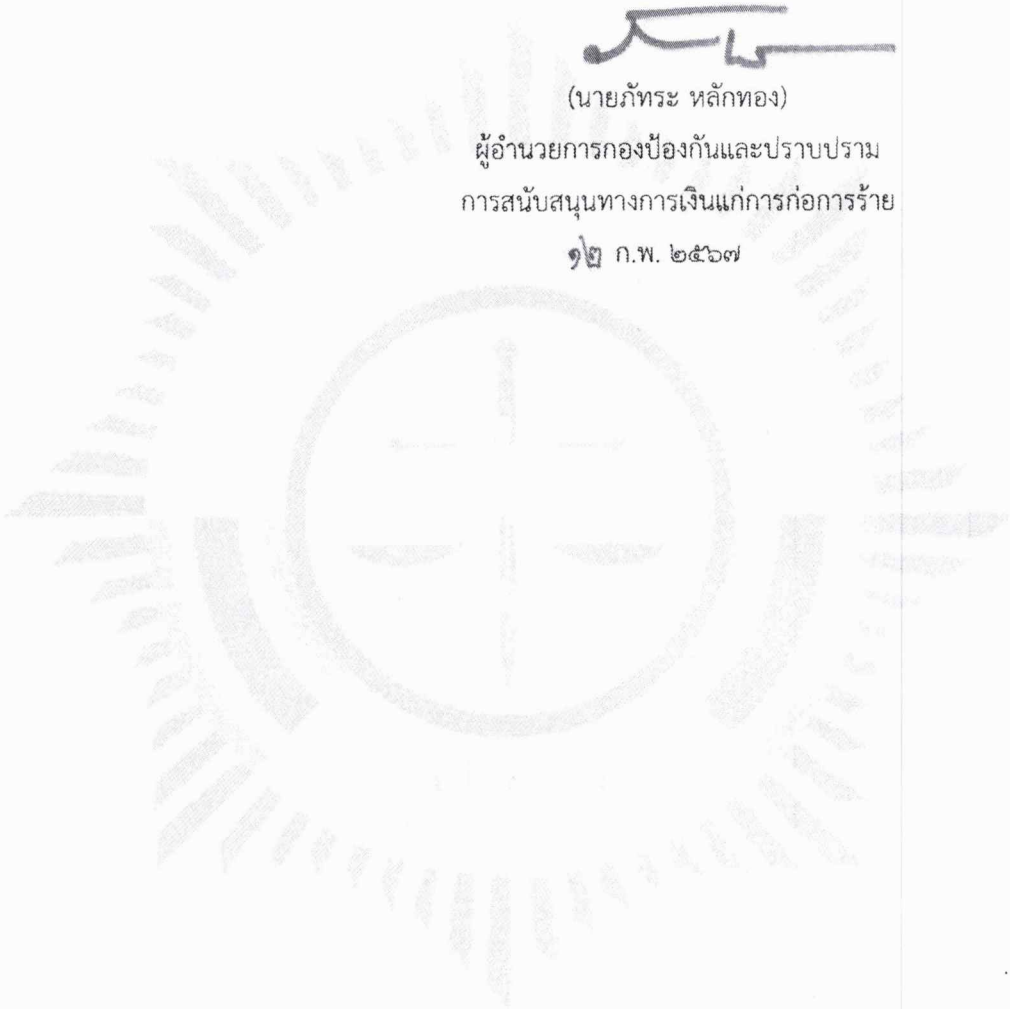 (นายภัทระ หลักทอง)
ผู้อำนวยการกองป้องกันและปราบปราม
การสนับสนุนทางการเงินแก่การก่อการร้าย
๑๒ ก.พ. ๒๕๖๗